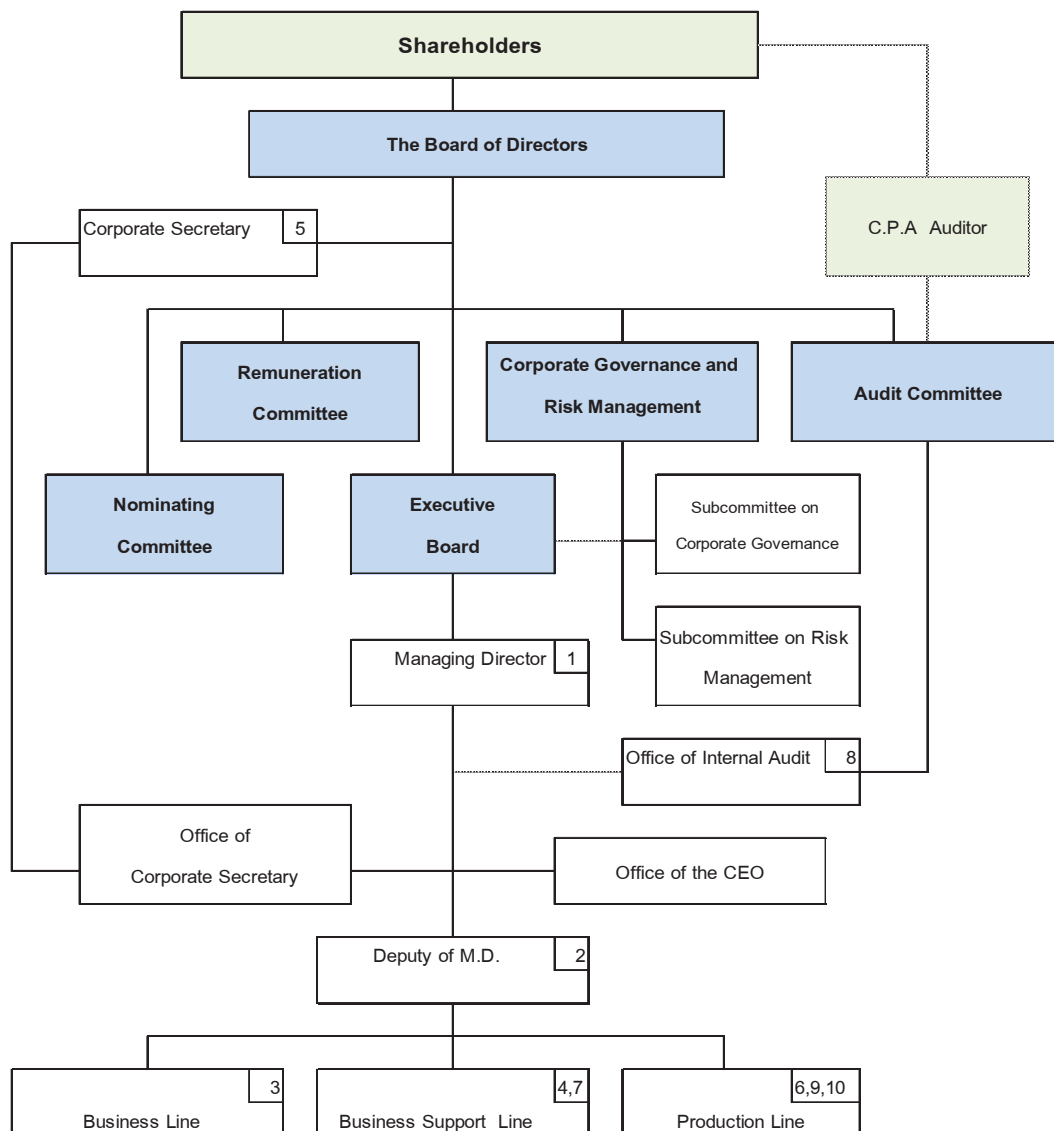 Shareholders
The Board of Directors
Corporate Secretary 5
C.P.A Auditor
Remuneration
Committee
Corporate Governance and
Risk Management
Audit Committee
Nominating
Committee
Executive
Board
Subcommittee on
Corporate Governance
Managing Director 1
Subcommittee on Risk
Management
Office of Internal Audit 8
Office of
Corporate Secretary
Office of the CEO
Deputy of M.D. 2
3
Business Line
4,7
Business Support Line
6,9,10
Production Line